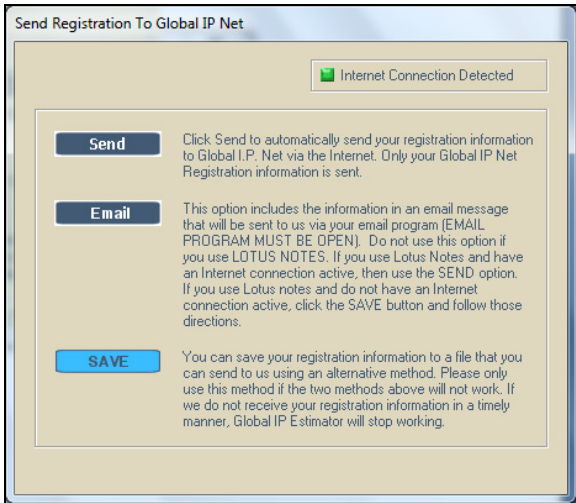 Send Registration To Global IP Net
Internet Connection Detected
Send
Click Send to automatically send your registration information
to Global I.P. Net via the Internet. Only your Global IP Net
Registration information is sent.
Email
This option includes the information in an email message
that will be sent to us via your email program (EMAIL
PROGRAM MUST BE OPEN). Do not use this option if
you use LOTUS NOTES. If you use Lotus Notes and have
an Internet connection active, then use the SEND option.
If you use Lotus notes and do not have an Internet
connection active, click the SAVE button and follow those
directions.
SAVE
You can save your registration information to a file that you
can send to us using an alternative method. Please only
use this method if the two methods above will not work. If
we do not receive your registration information in a timely
manner, Global IP Estimator will stop working.